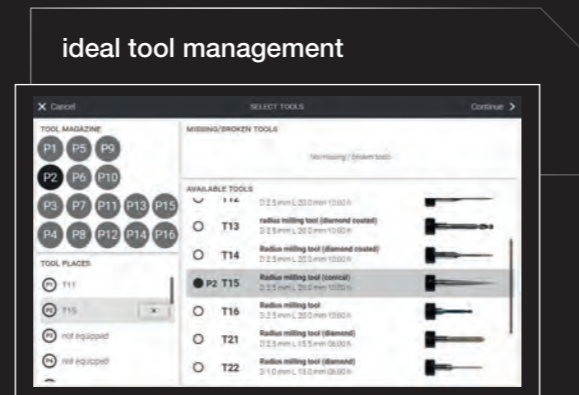 ideal tool management
Cancel
SELECT TOOLS
Continue
TOOL MAGAZINE
P1 P5 P9
P2 P6 P10
P3 P7 P11 P13 P15
P4 P8 P12 P14 P16
TOOL PLACES
P1 T11
P2 T15
not equipped
not equipped
MISSING/BROKEN TOOLS
No missing / broken tools
AVAILABLE TOOLS
T12
T13 radius milling tool (diamond coated)
T14 Radius milling tool (diamond coated)
P2 T15 Radius milling tool (conical)
T16 Radius milling tool
T21 Radius milling tool (diamond)
T22 Radius milling tool (diamond)